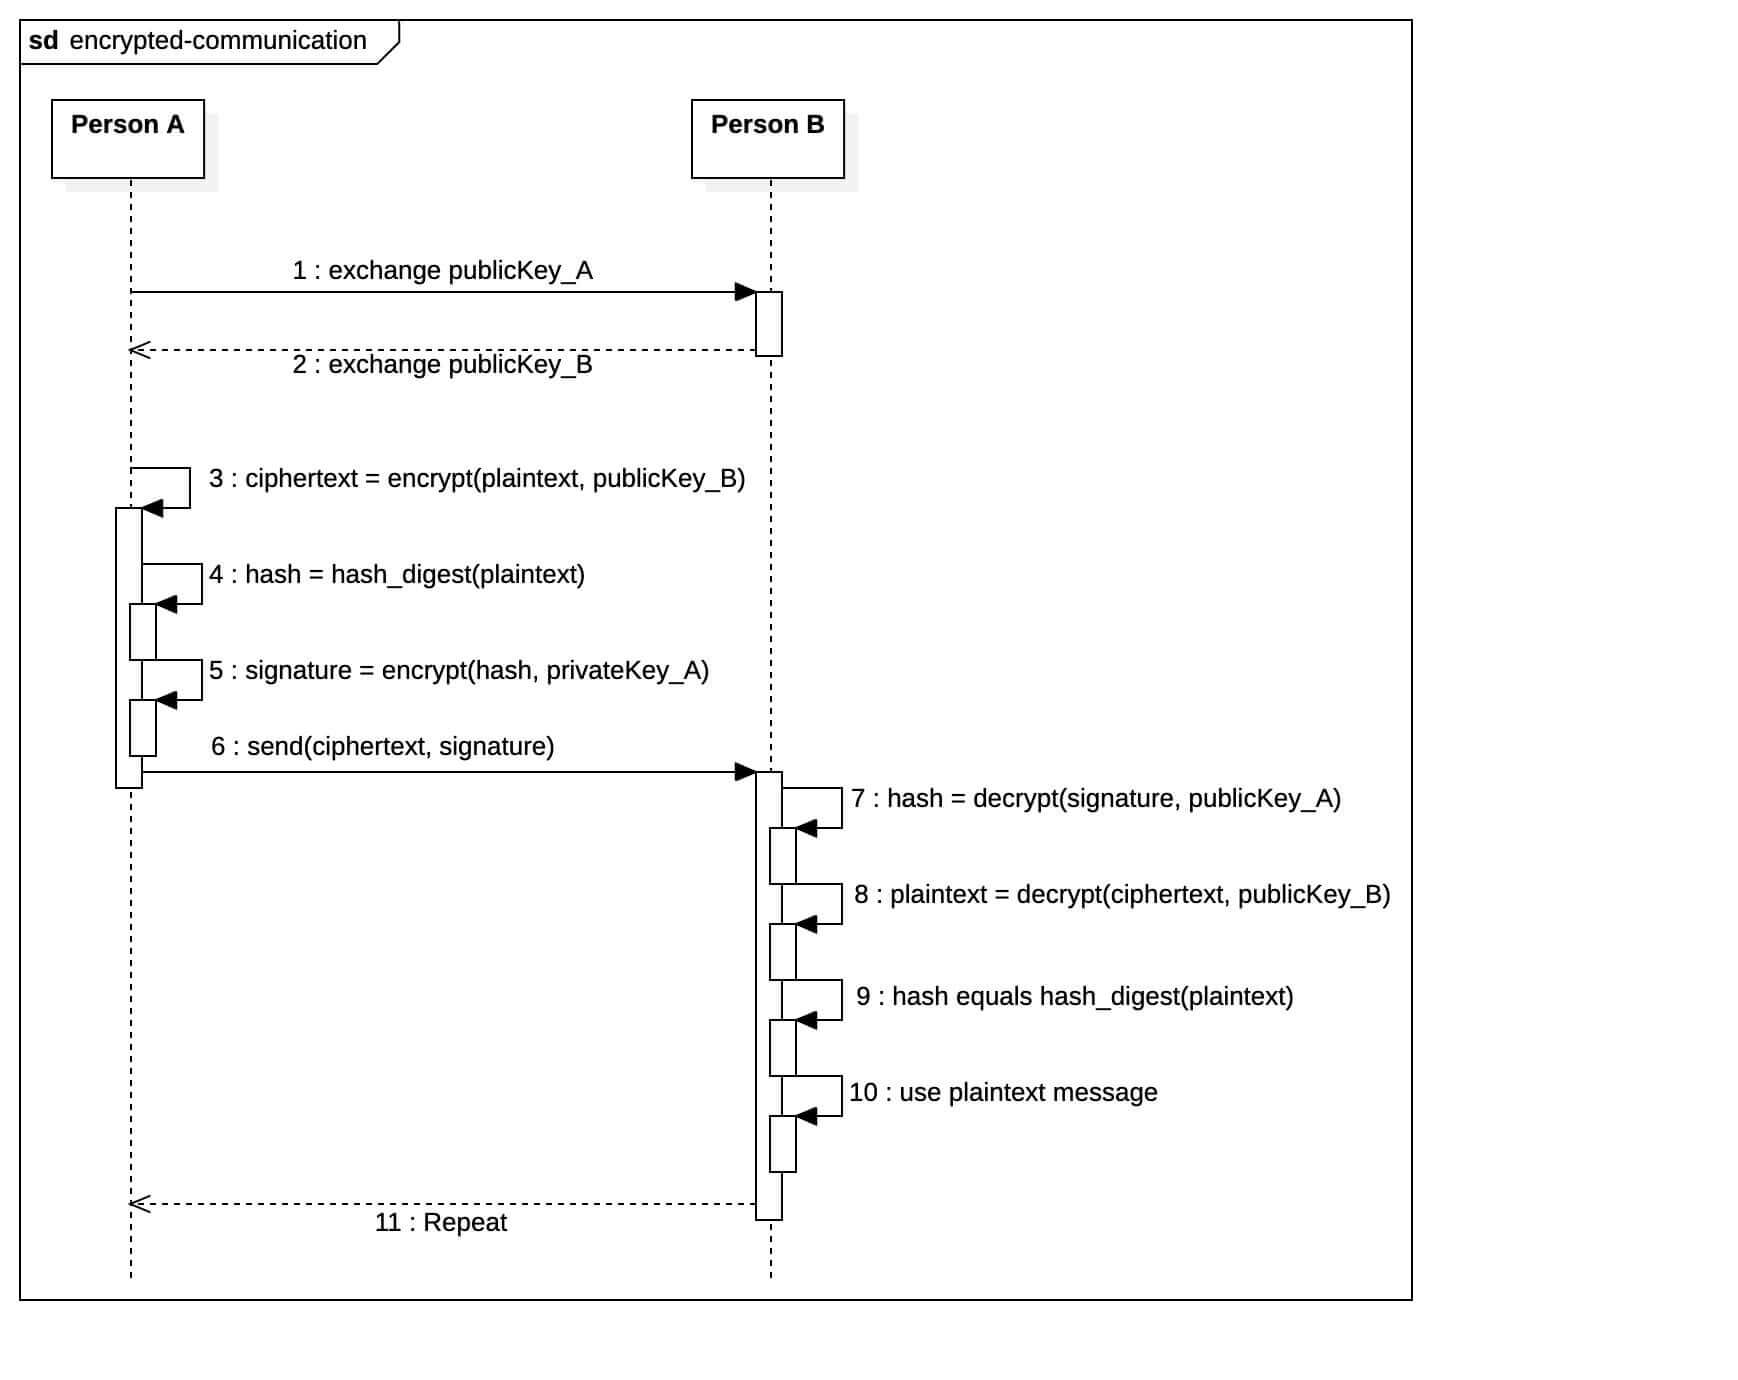 sd encrypted-communication
Person A
Person B
1 : exchange publicKey_A
2 : exchange publicKey_B
3 : ciphertext = encrypt(plaintext, publicKey_B)
4 : hash = hash_digest(plaintext)
5 : signature = encrypt(hash, privateKey_A)
6 : send(ciphertext, signature)
7 : hash = decrypt(signature, publicKey_A)
8 : plaintext = decrypt(ciphertext, publicKey_B)
9 : hash equals hash_digest(plaintext)
10 : use plaintext message
11 : Repeat